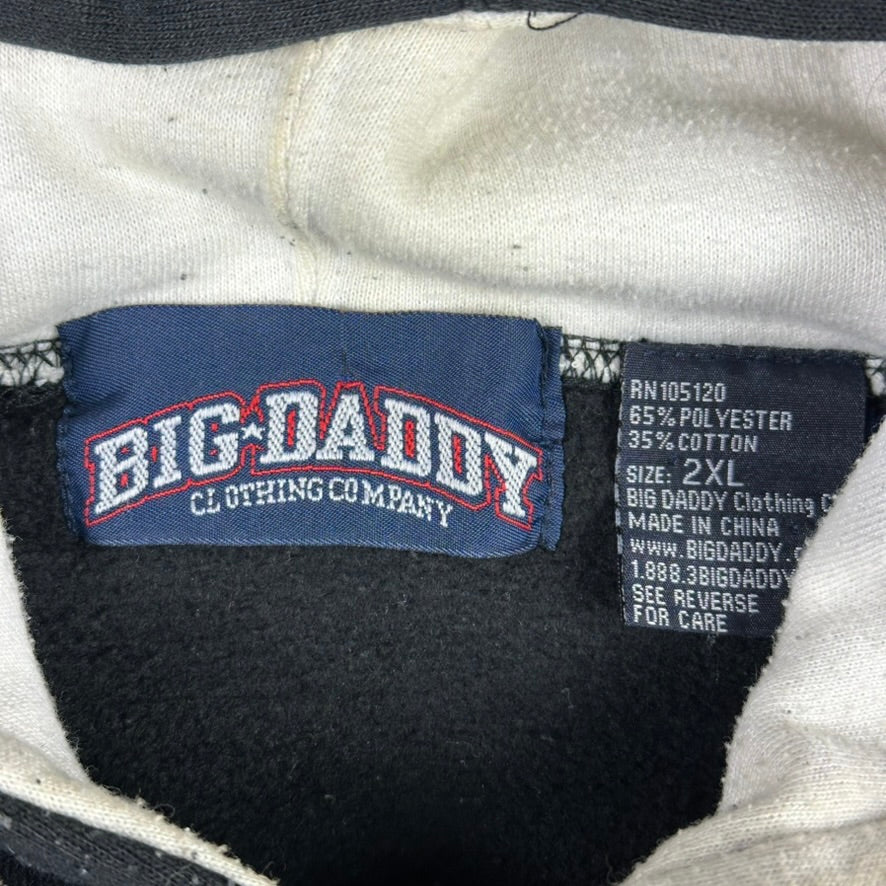 BIG★DADDY
CLOTHING COMPANY
RN105120
65% POLYESTER
35% COTTON
SIZE: 2XL
BIG DADDY Clothing
MADE IN CHINA
www.BIGDADDY.
1.888.3BIGDADDY
SEE REVERSE
FOR CARE